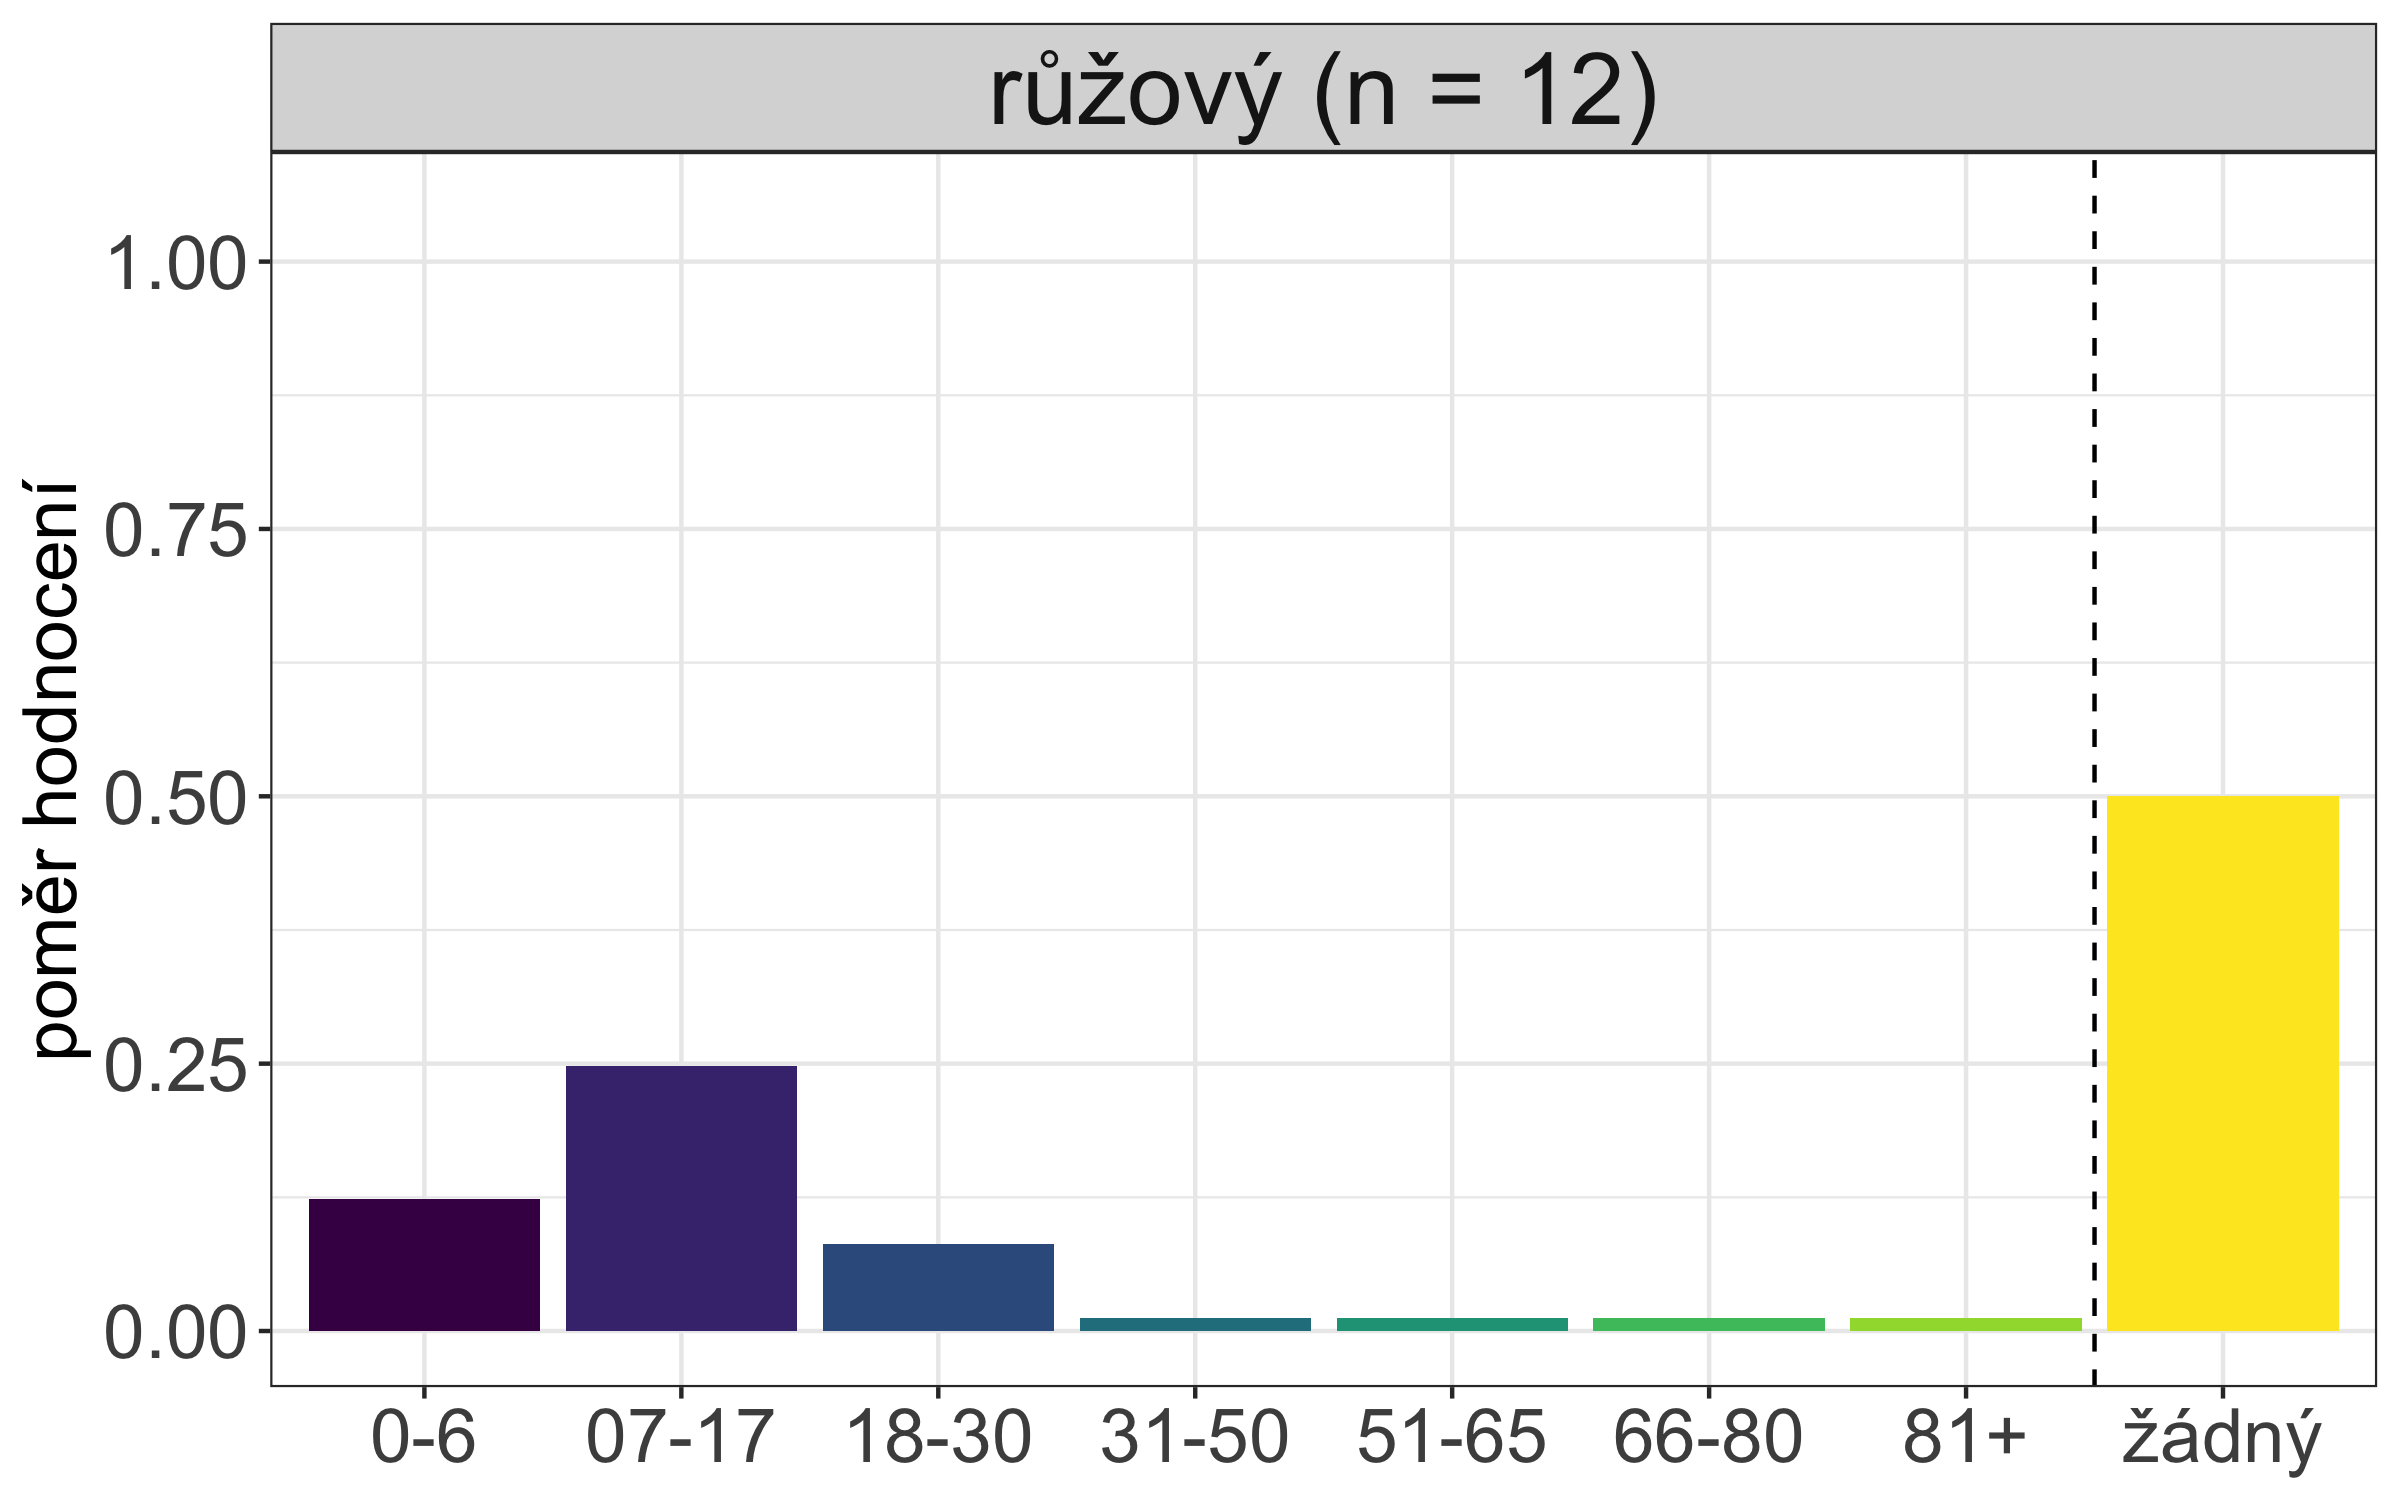 růžový (n = 12)
poměr hodnocení
1.00
0.75
0.50
0.25
0.00
0-6 07-17 18-30 31-50 51-65 66-80 81+ žádný